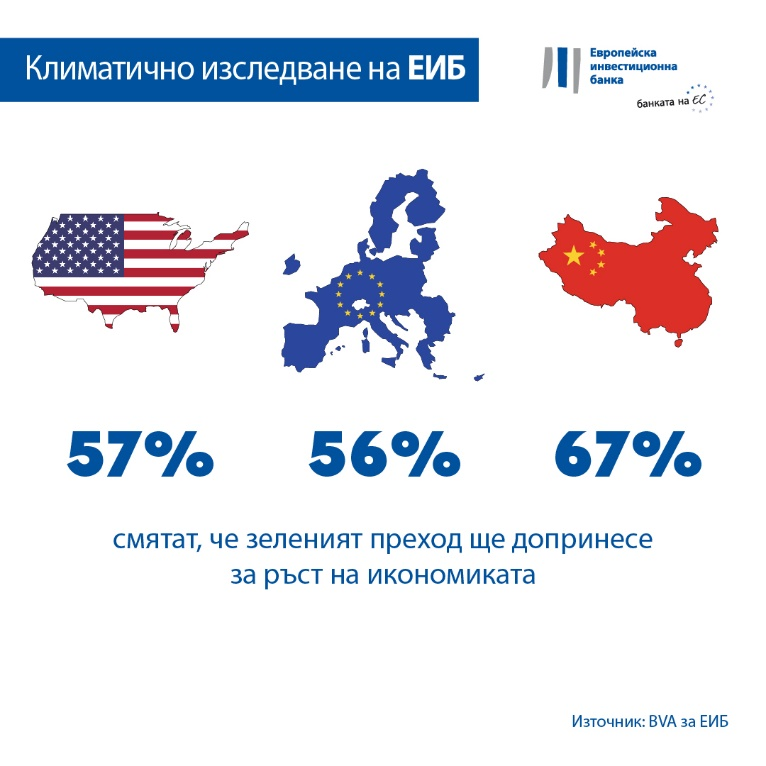 Климатично изследване на ЕИБ
Европейска
инвестиционна
банка
банката на ЕС
57% 56% 67%
смятат, че зеленият преход ще допринесе
за ръст на икономиката
Източник: BVA за ЕИБ